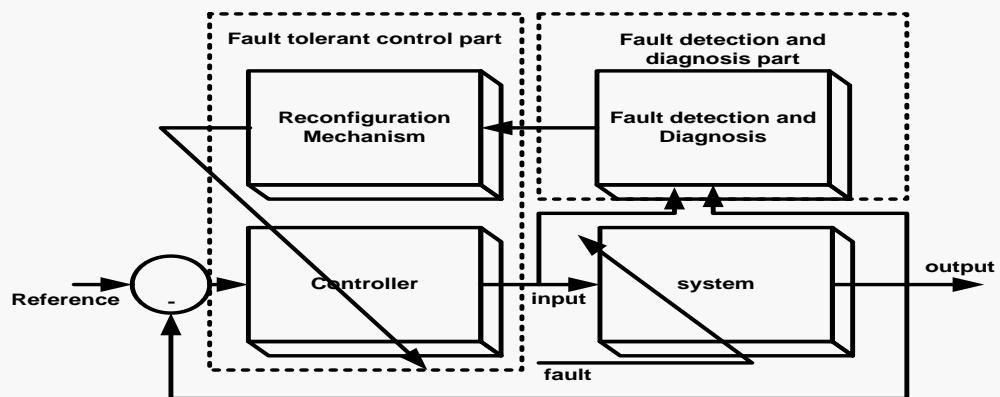 Fault tolerant control part
Fault detection and
diagnosis part
Reconfiguration
Mechanism
Fault detection and
Diagnosis
Reference
-
Controller
input
system
output
fault